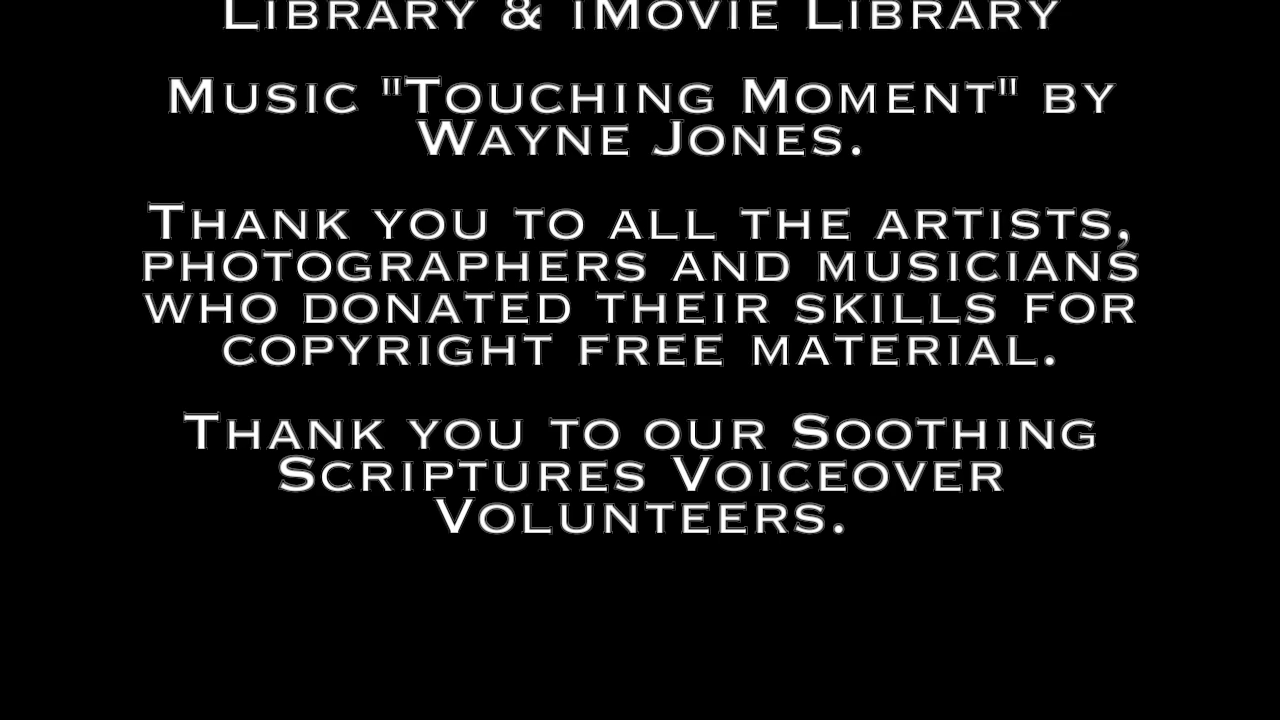 Library & iMovie Library
Music "Touching Moment" by
Wayne Jones.
Thank you to all the artists,
photographers and musicians
who donated their skills for
copyright free material.
Thank you to our Soothing
Scriptures Voiceover
Volunteers.